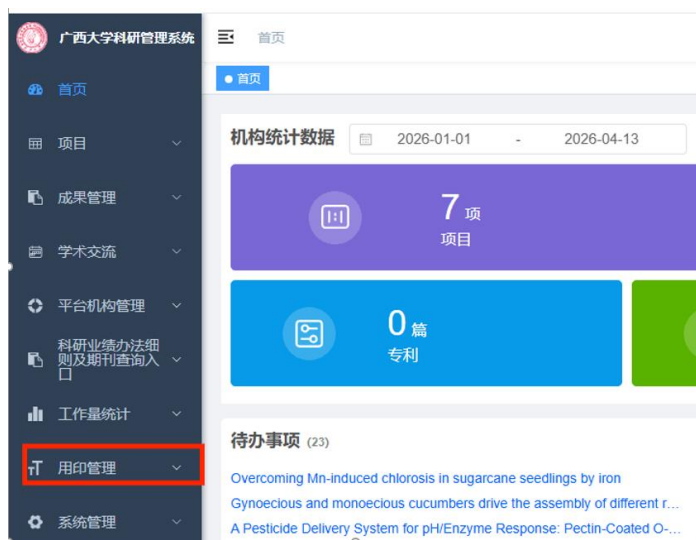 广西大学科研管理系统
首页
项目
成果管理
学术交流
平台机构管理
科研业绩办法细
则及期刊查询入
口
工作量统计
用印管理
系统管理
首页
首页
机构统计数据 2026-01-01 - 2026-04-13
7 项
项目
0 篇
专利
待办事项 (23)
Overcoming Mn-induced chlorosis in sugarcane seedlings by iron
Gynoecious and monoecious cucumbers drive the assembly of different r...
A Pesticide Delivery System for pH/Enzyme Response: Pectin-Coated O-...